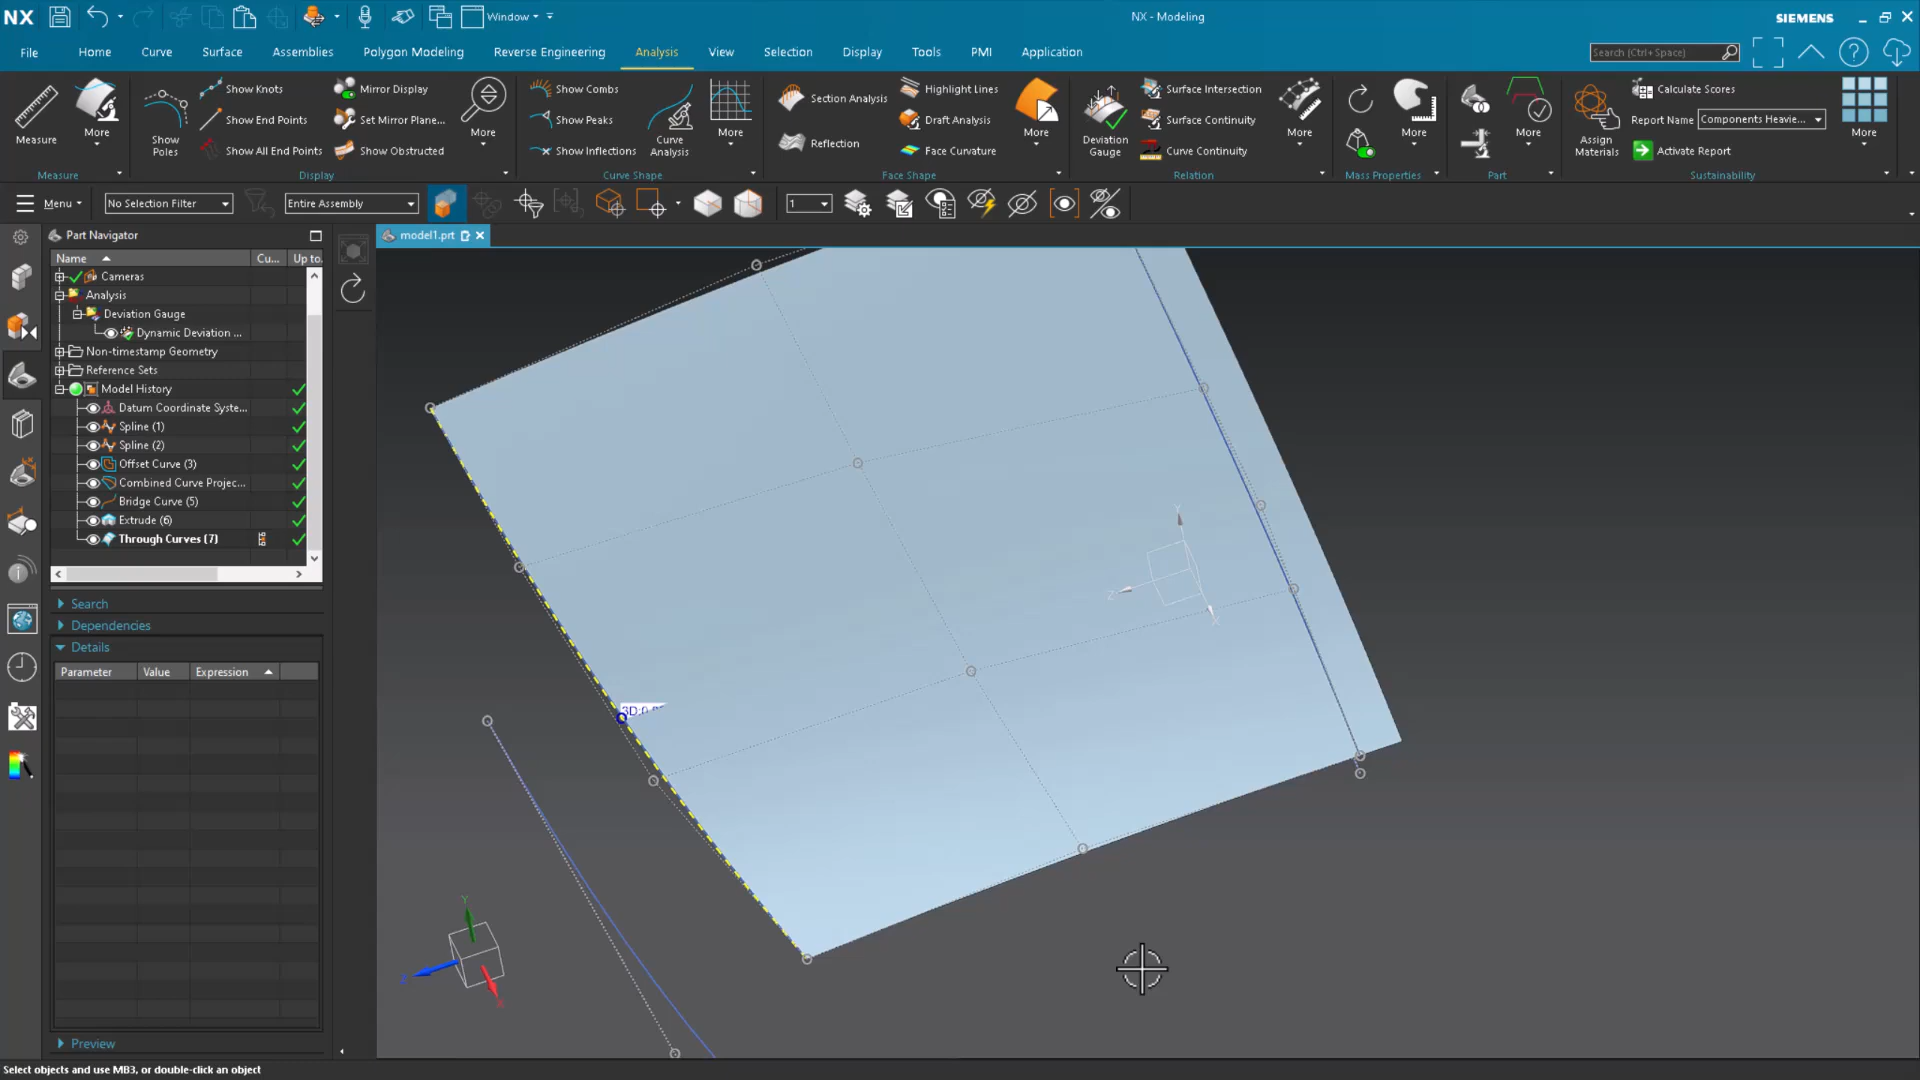 NX
Window
NX - Modeling
SIEMENS
File
Home
Curve
Surface
Assemblies
Polygon Modeling
Reverse Engineering
Analysis
View
Selection
Display
Tools
PMI
Application
Search (Ctrl+Space)
Measure
More
Show Poles
Show Knots
Show End Points
Show All End Points
Mirror Display
Set Mirror Plane...
Show Obstructed
More
Show Combs
Show Peaks
Show Inflections
Curve Analysis
More
Section Analysis
Reflection
Highlight Lines
Draft Analysis
Face Curvature
More
Deviation Gauge
Surface Intersection
Surface Continuity
Curve Continuity
More
More
More
Assign Materials
Calculate Scores
Report Name
Components Heavie...
Activate Report
More
Measure
Display
Curve Shape
Face Shape
Relation
Mass Properties
Part
Sustainability
Menu
No Selection Filter
Entire Assembly
1
Part Navigator
model1.prt
Name
Cu...
Up to
Cameras
Analysis
Deviation Gauge
Dynamic Deviation ...
Non-timestamp Geometry
Reference Sets
Model History
Datum Coordinate Syste...
Spline (1)
Spline (2)
Offset Curve (3)
Combined Curve Projec...
Bridge Curve (5)
Extrude (6)
Through Curves (7)
Search
Dependencies
Details
Parameter
Value
Expression
Preview
Y
Z
X
Y
Z
X
Select objects and use MB3, or double-click an object